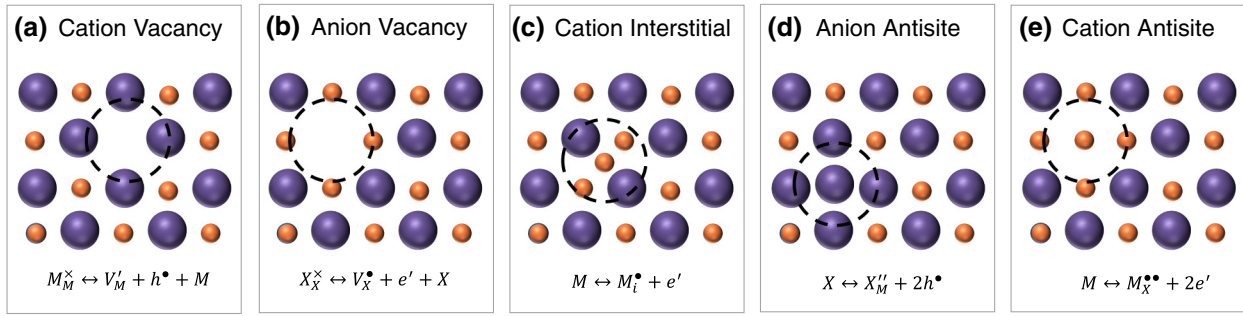 (a) Cation Vacancy
(b) Anion Vacancy
(c) Cation Interstitial
(d) Anion Antisite
(e) Cation Antisite
M_M^× ↔ V_M^′ + h^• + M
X_X^× ↔ V_X^• + e′ + X
M ↔ M_i^• + e′
X ↔ X_M^′′ + 2h^•
M ↔ M_X^•• + 2e′